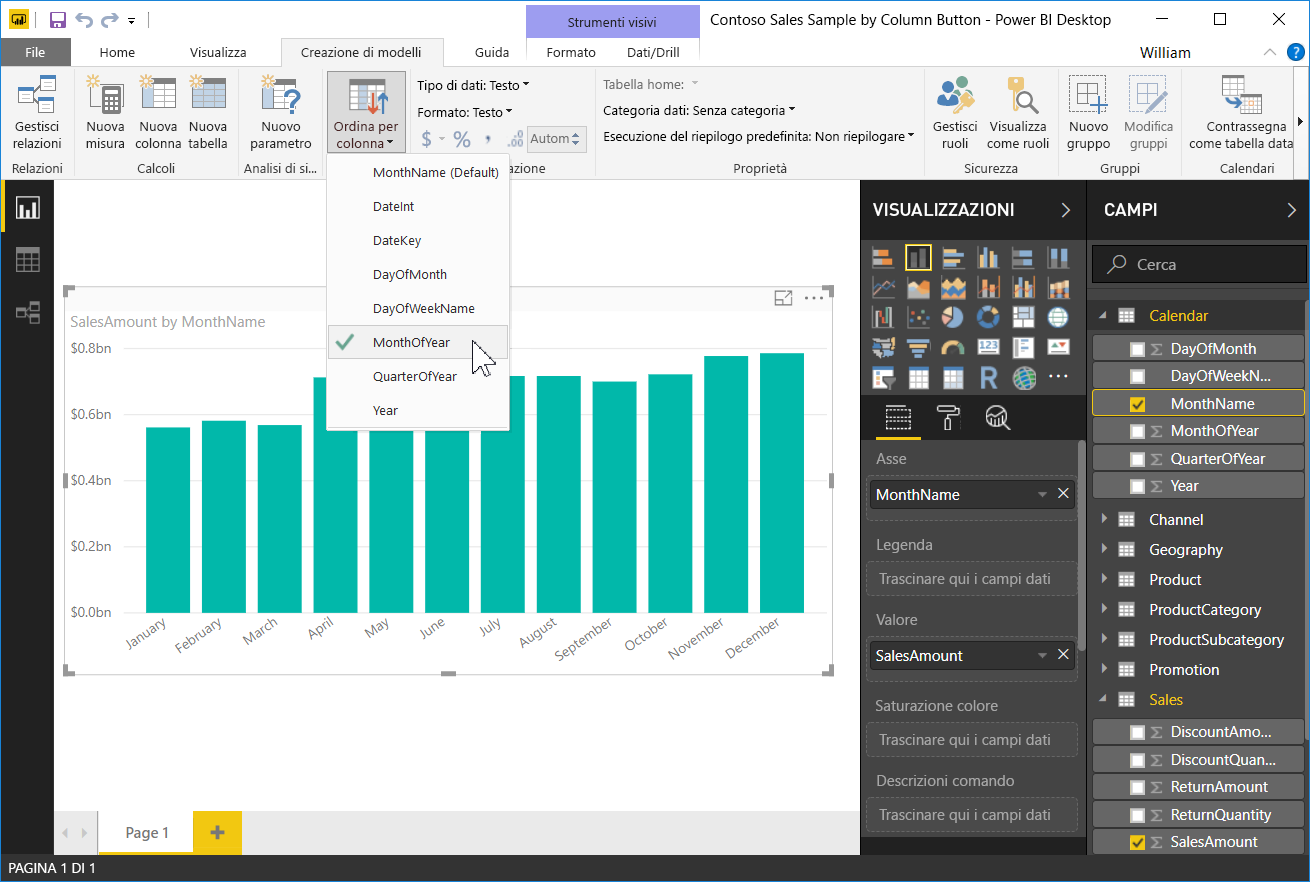 Strumenti visivi
Contoso Sales Sample by Column Button - Power BI Desktop
File
Home
Visualizza
Creazione di modelli
Guida
Formato
Dati/Drill
William
?
Gestisci
relazioni
Relazioni
Nuova
misura
Nuova
colonna
Nuova
tabella
Calcoli
Nuovo
parametro
Analisi di si...
Ordina per
colonna
Tipo di dati: Testo
Formato: Testo
$ % , .00 Autom
azione
Tabella home:
Categoria dati: Senza categoria
Esecuzione del riepilogo predefinita: Non riepilogare
Proprietà
Gestisci
ruoli
Visualizza
come ruoli
Sicurezza
Nuovo
gruppo
Modifica
gruppi
Gruppi
Contrassegna
come tabella data
Calendari
MonthName (Default)
DateInt
DateKey
DayOfMonth
DayOfWeekName
MonthOfYear
QuarterOfYear
Year
SalesAmount by MonthName
$0.8bn
$0.6bn
$0.4bn
$0.2bn
$0.0bn
January
February
March
April
May
June
July
August
September
October
November
December
VISUALIZZAZIONI
123
R
Asse
MonthName
Legenda
Trascinare qui i campi dati
Valore
SalesAmount
Saturazione colore
Trascinare qui i campi dati
Descrizioni comando
Trascinare qui i campi dati
CAMPI
Cerca
Calendar
Σ DayOfMonth
DayOfWeekN...
MonthName
Σ MonthOfYear
Σ QuarterOfYear
Σ Year
Channel
Geography
Product
ProductCategory
ProductSubcategory
Promotion
Sales
Σ DiscountAmo...
Σ DiscountQuan...
Σ ReturnAmount
Σ ReturnQuantity
Σ SalesAmount
Page 1
PAGINA 1 DI 1